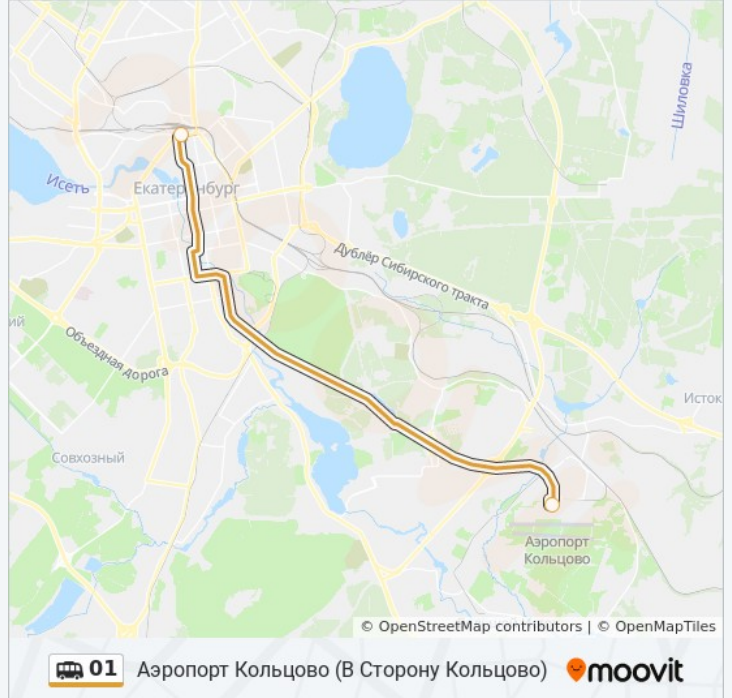 Шиловка
Исеть
Екатеринбург
Дублёр Сибирского тракта
ий
Объездная дорога
Исток
Совхозный
Аэропорт
Кольцово
© OpenStreetMap contributors | © OpenMapTiles
01 Аэропорт Кольцово (В Сторону Кольцово) moovit